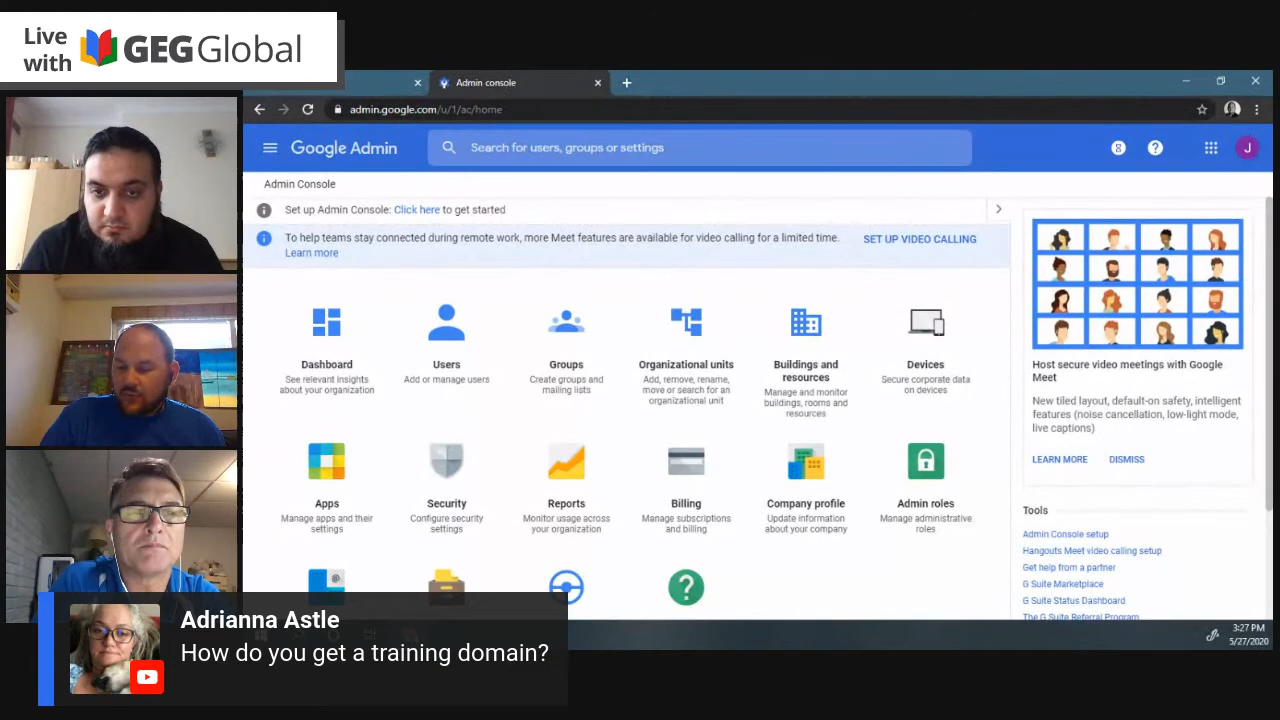 Live
with
GEG Global
Admin console
admin.google.com/u/1/ac/home
Google Admin
Search for users, groups or settings
J
Admin Console
Set up Admin Console: Click here to get started
To help teams stay connected during remote work, more Meet features are available for video calling for a limited time.
Learn more
SET UP VIDEO CALLING
Dashboard
See relevant insights
about your organization
Users
Add or manage users
Groups
Create groups and
mailing lists
Organizational units
Add, remove, rename,
move or search for an
organizational unit
Buildings and
resources
Manage and monitor
buildings, rooms and
resources
Devices
Secure corporate data
on devices
Apps
Manage apps and their
settings
Security
Configure security
settings
Reports
Monitor usage across
your organization
Billing
Manage subscriptions
and billing
Company profile
Update information
about your company
Admin roles
Manage administrative
roles
Host secure video meetings with Google
Meet
New tiled layout, default-on safety, intelligent
features (noise cancellation, low-light mode,
live captions)
LEARN MORE
DISMISS
Tools
Admin Console setup
Hangouts Meet video calling setup
Get help from a partner
G Suite Marketplace
G Suite Status Dashboard
The G Suite Referral Program
3:27 PM
5/27/2020
Adrianna Astle
How do you get a training domain?